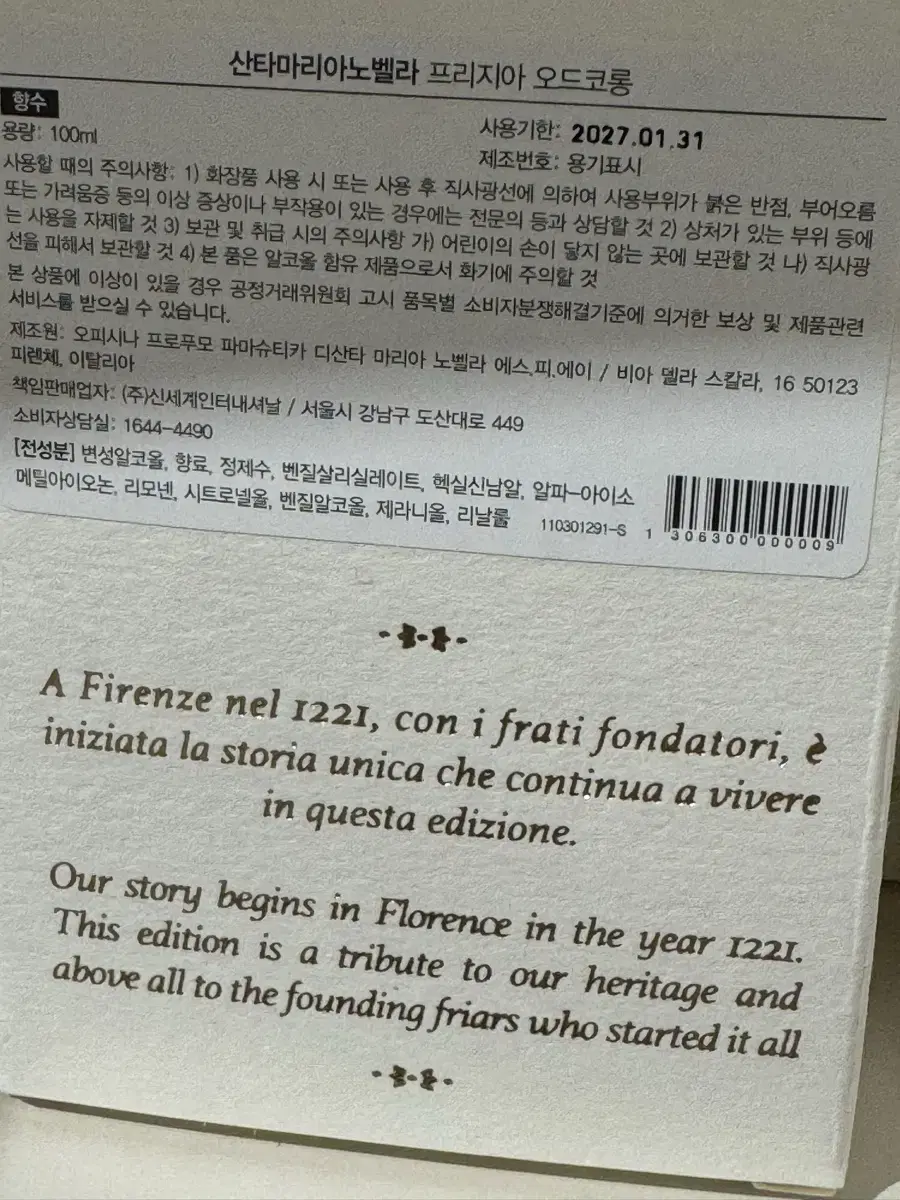 산타마리아노벨라 프리지아 오드코롱
향수
용량: 100ml
사용기한: 2027.01.31
제조번호: 용기표시
사용할 때의 주의사항: 1) 화장품 사용 시 또는 사용 후 직사광선에 의하여 사용부위가 붉은 반점, 부어오름
또는 가려움증 등의 이상 증상이나 부작용이 있는 경우에는 전문의 등과 상담할 것 2) 상처가 있는 부위 등에
는 사용을 자제할 것 3) 보관 및 취급 시의 주의사항 가) 어린이의 손이 닿지 않는 곳에 보관할 것 나) 직사광
선을 피해서 보관할 것 4) 본 품은 알코올 함유 제품으로서 화기에 주의할 것
본 상품에 이상이 있을 경우 공정거래위원회 고시 품목별 소비자분쟁해결기준에 의거한 보상 및 제품관련
서비스를 받으실 수 있습니다.
제조원: 오피시나 프로푸모 파마슈티카 디산타 마리아 노벨라 에스.피.에이 / 비아 델라 스칼라, 16 50123
피렌체, 이탈리아
책임판매업자: (주)신세계인터내셔날 / 서울시 강남구 도산대로 449
소비자상담실: 1644-4490
[전성분] 변성알코올, 향료, 정제수, 벤질살리실레이트, 헥실신남알, 알파-아이소
메틸아이오논, 리모넨, 시트로넬올, 벤질알코올, 제라니올, 리날룰
110301291-S
1 306300 000009
A Firenze nel 1221, con i frati fondatori, è
iniziata la storia unica che continua a vivere
in questa edizione.
Our story begins in Florence in the year 1221.
This edition is a tribute to our heritage and
above all to the founding friars who started it all